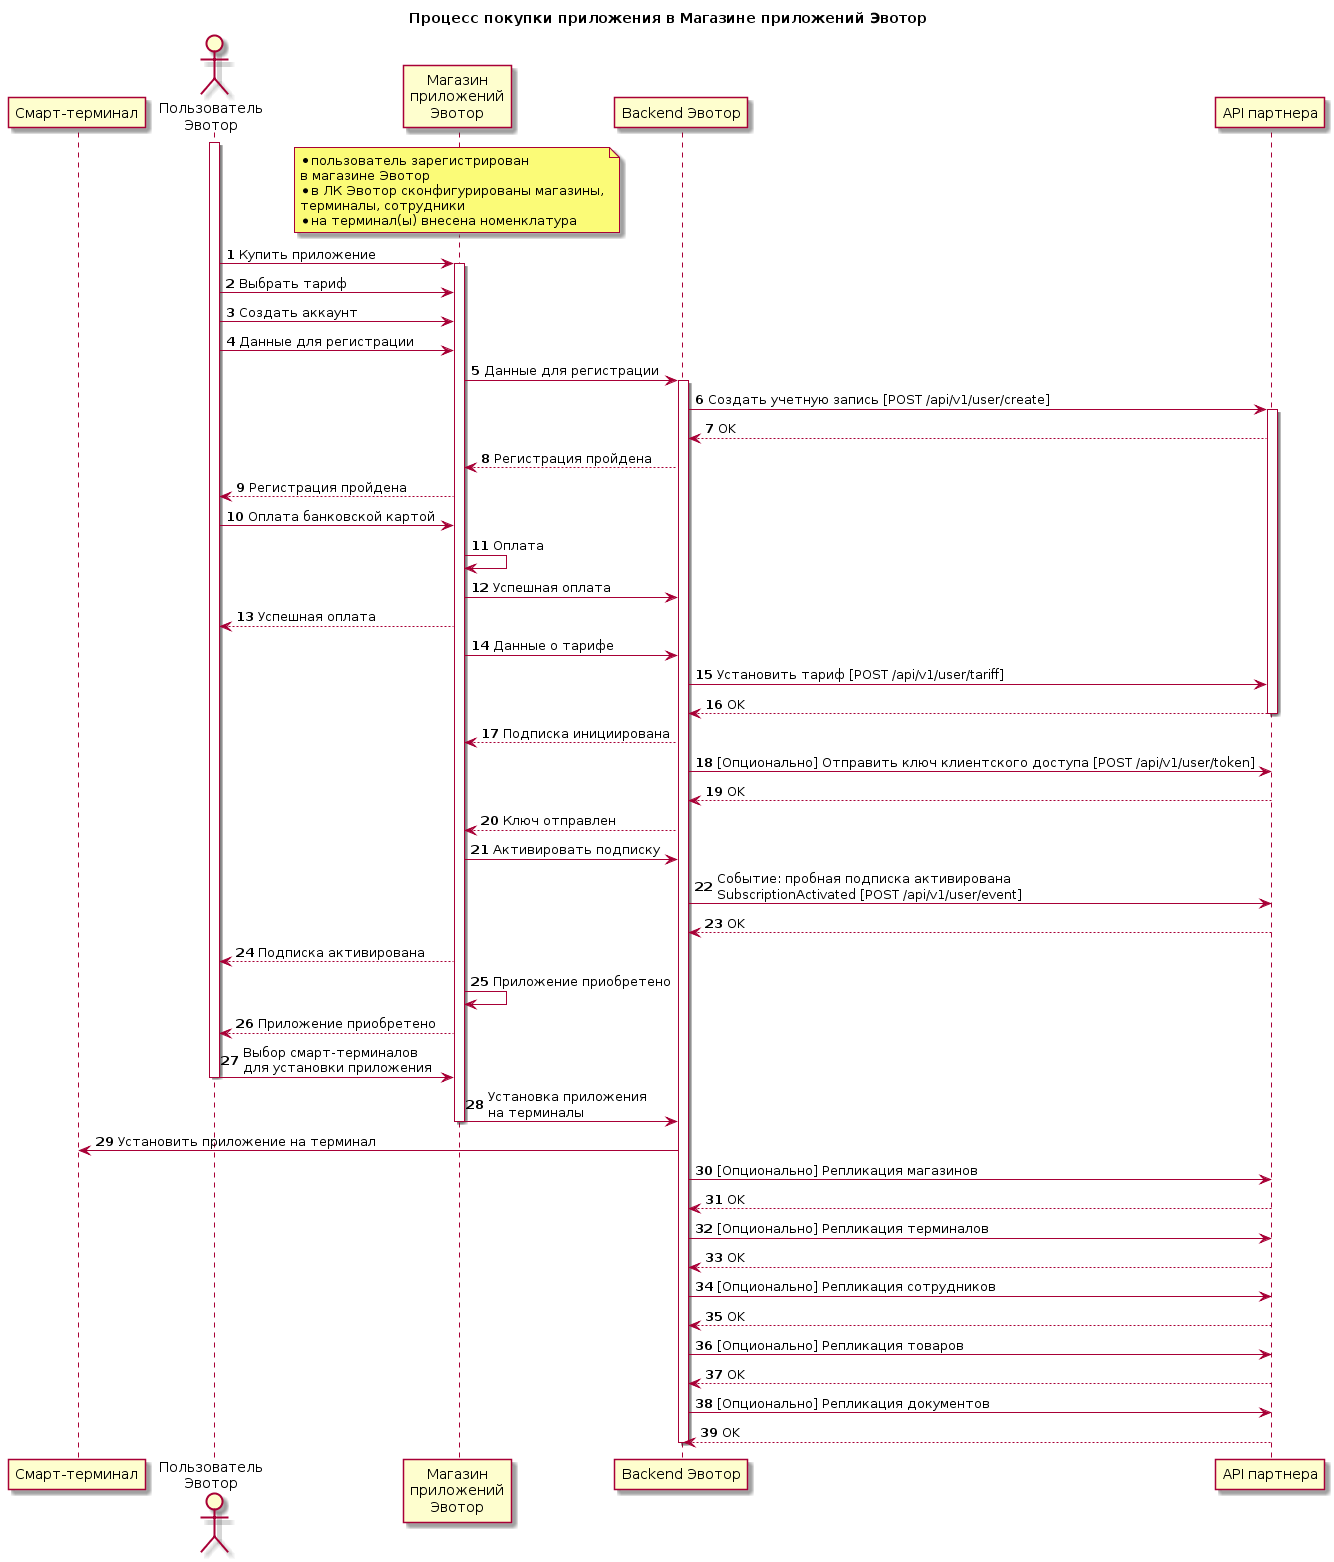 Процесс покупки приложения в Магазине приложений Эвотор
Смарт-терминал
Пользователь
Эвотор
Магазин
приложений
Эвотор
Backend Эвотор
API партнера
•пользователь зарегистрирован
в магазине Эвотор
•в ЛК Эвотор сконфигурированы магазины,
терминалы, сотрудники
•на терминал(ы) внесена номенклатура
1 Купить приложение
2 Выбрать тариф
3 Создать аккаунт
4 Данные для регистрации
5 Данные для регистрации
6 Создать учетную запись [POST /api/v1/user/create]
7 OK
8 Регистрация пройдена
9 Регистрация пройдена
10 Оплата банковской картой
11 Оплата
12 Успешная оплата
13 Успешная оплата
14 Данные о тарифе
15 Установить тариф [POST /api/v1/user/tariff]
16 OK
17 Подписка инициирована
18 [Опционально] Отправить ключ клиентского доступа [POST /api/v1/user/token]
19 OK
20 Ключ отправлен
21 Активировать подписку
22 Событие: пробная подписка активирована
SubscriptionActivated [POST /api/v1/user/event]
23 OK
24 Подписка активирована
25 Приложение приобретено
26 Приложение приобретено
27 Выбор смарт-терминалов
для установки приложения
28 Установка приложения
на терминалы
29 Установить приложение на терминал
30 [Опционально] Репликация магазинов
31 OK
32 [Опционально] Репликация терминалов
33 OK
34 [Опционально] Репликация сотрудников
35 OK
36 [Опционально] Репликация товаров
37 OK
38 [Опционально] Репликация документов
39 OK
Смарт-терминал
Пользователь
Эвотор
Магазин
приложений
Эвотор
Backend Эвотор
API партнера